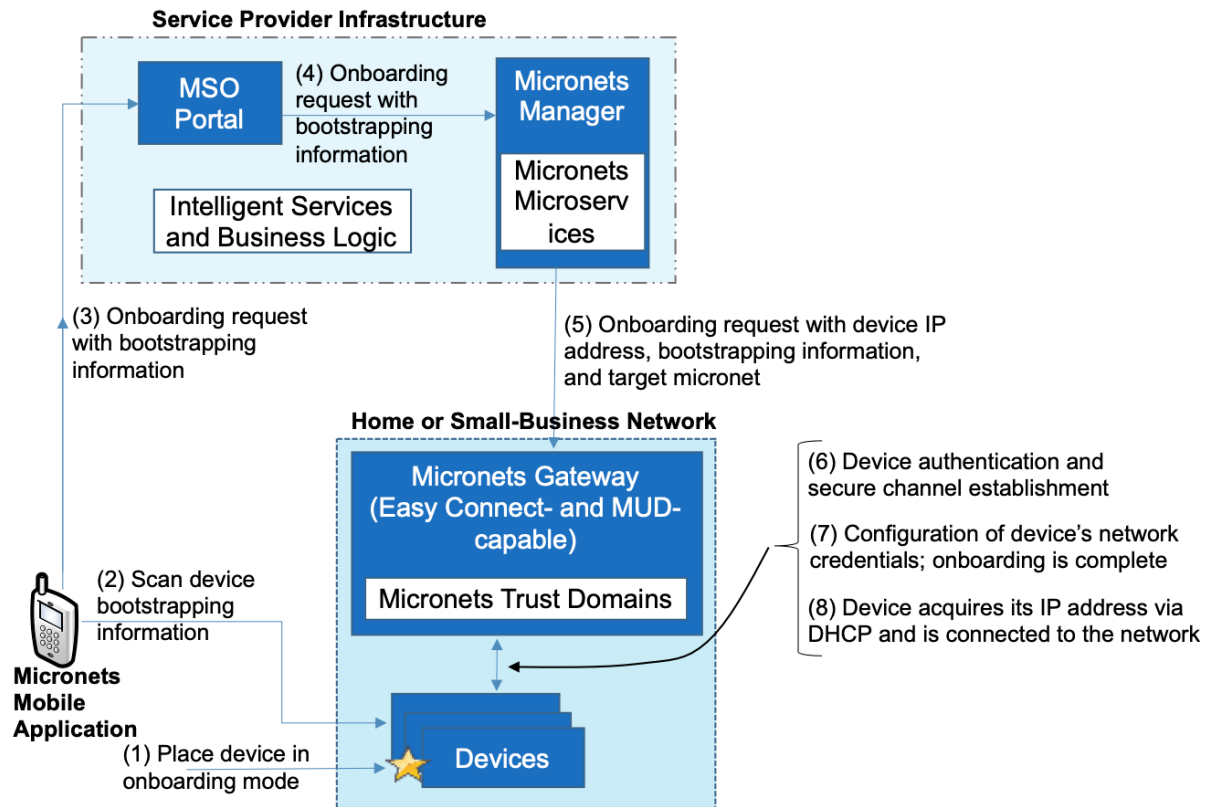 Service Provider Infrastructure
MSO
Portal
(4) Onboarding
request with
bootstrapping
information
Micronets
Manager
Micronets
Microserv
ices
Intelligent Services
and Business Logic
(3) Onboarding request
with bootstrapping
information
(5) Onboarding request with device IP
address, bootstrapping information,
and target micronet
Home or Small-Business Network
Micronets Gateway
(Easy Connect- and MUD-
capable)
Micronets Trust Domains
(6) Device authentication and
secure channel establishment
(7) Configuration of device’s network
credentials; onboarding is complete
(8) Device acquires its IP address via
DHCP and is connected to the network
(2) Scan device
bootstrapping
information
Micronets
Mobile
Application
(1) Place device in
onboarding mode
Devices